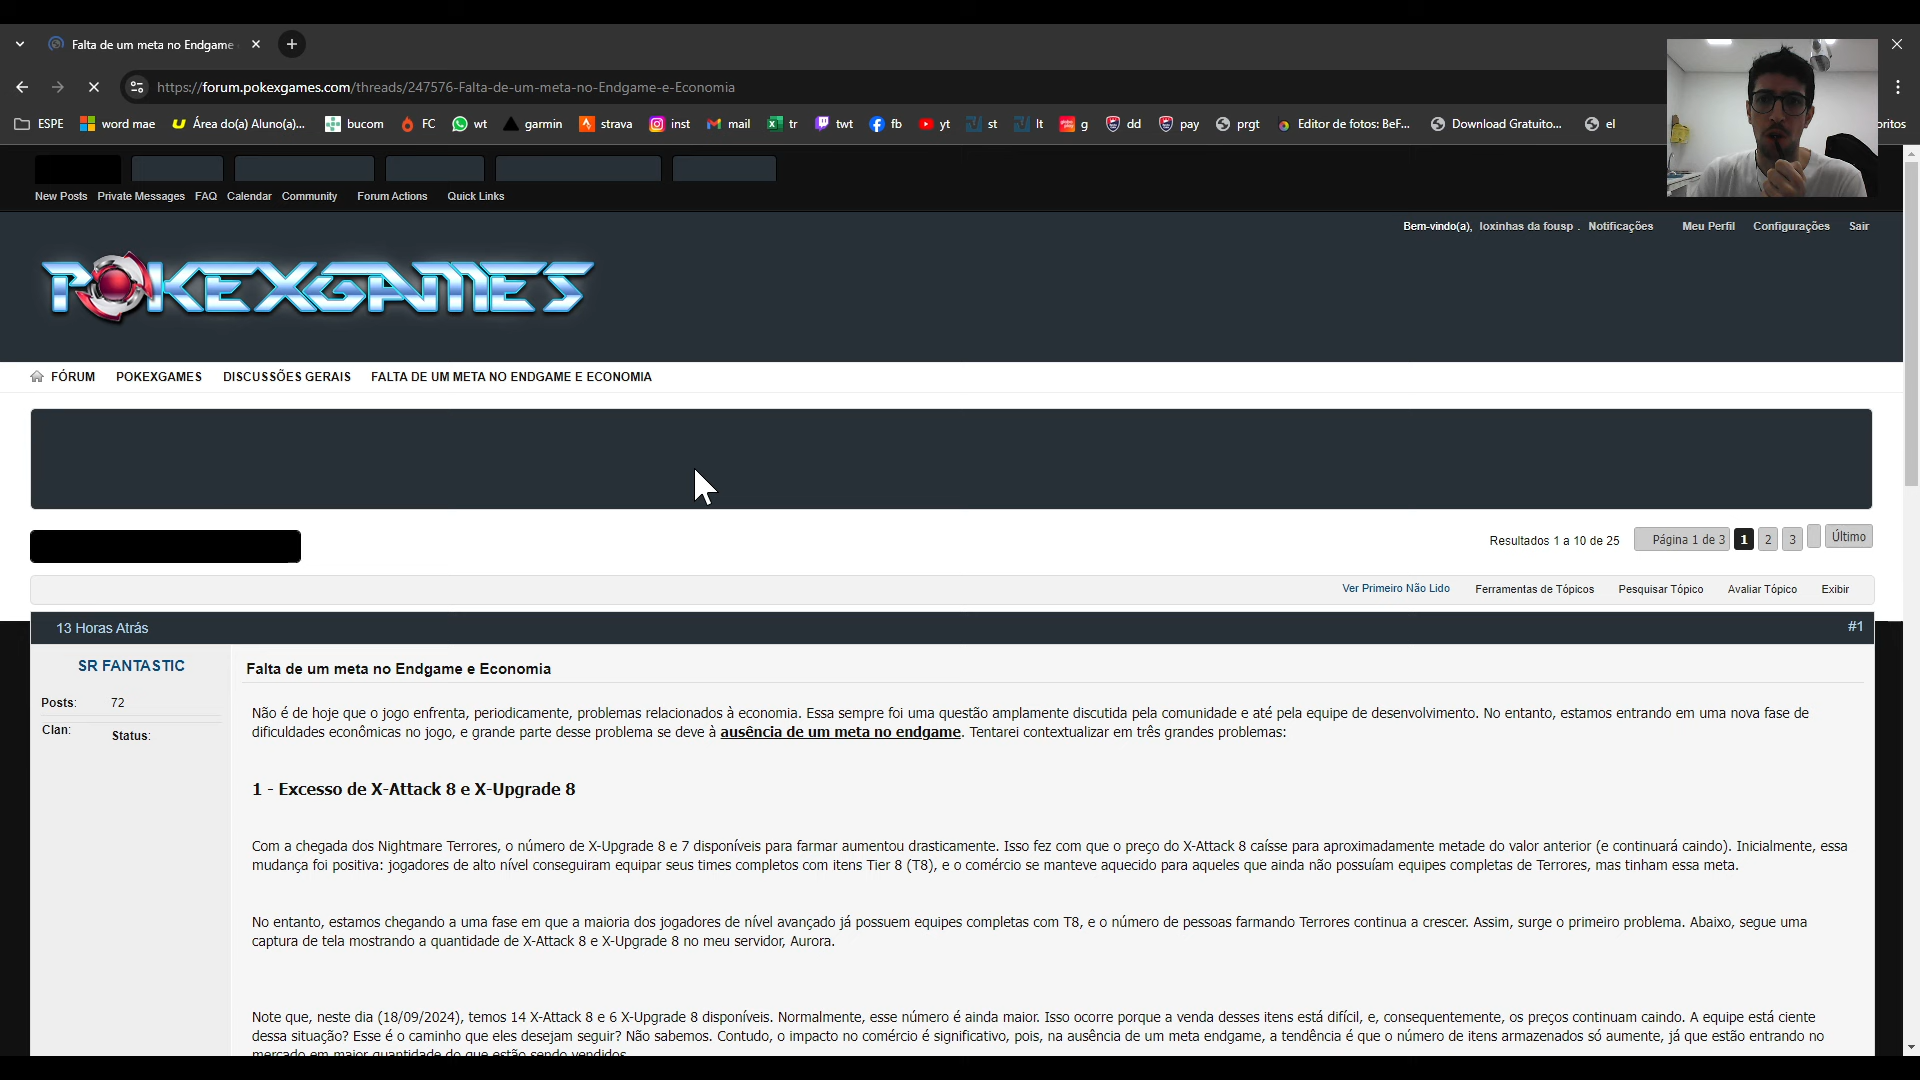 Falta de um meta no Endgame
https://forum.pokexgames.com/threads/247576-Falta-de-um-meta-no-Endgame-e-Economia
ESPE word mae Área do(a) Aluno(a)... bucom FC wt garmin strava inst mail tr twt fb yt st lt g dd pay prgt Editor de fotos: BeF... Download Gratuito... el
New Posts Private Messages FAQ Calendar Community Forum Actions Quick Links
Bem-vindo(a), loxinhas da fousp . Notificações Meu Perfil Configurações Sair
POKEXGAMES
FÓRUM POKEXGAMES DISCUSSÕES GERAIS FALTA DE UM META NO ENDGAME E ECONOMIA
Resultados 1 a 10 de 25 Página 1 de 3 1 2 3 Último
Ver Primeiro Não Lido Ferramentas de Tópicos Pesquisar Tópico Avaliar Tópico Exibir
13 Horas Atrás #1
SR FANTASTIC
Posts: 72
Clan:
Status:
Falta de um meta no Endgame e Economia
Não é de hoje que o jogo enfrenta, periodicamente, problemas relacionados à economia. Essa sempre foi uma questão amplamente discutida pela comunidade e até pela equipe de desenvolvimento. No entanto, estamos entrando em uma nova fase de
dificuldades econômicas no jogo, e grande parte desse problema se deve à ausência de um meta no endgame. Tentarei contextualizar em três grandes problemas:
1 - Excesso de X-Attack 8 e X-Upgrade 8
Com a chegada dos Nightmare Terrores, o número de X-Upgrade 8 e 7 disponíveis para farmar aumentou drasticamente. Isso fez com que o preço do X-Attack 8 caísse para aproximadamente metade do valor anterior (e continuará caindo). Inicialmente, essa
mudança foi positiva: jogadores de alto nível conseguiram equipar seus times completos com itens Tier 8 (T8), e o comércio se manteve aquecido para aqueles que ainda não possuíam equipes completas de Terrores, mas tinham essa meta.
No entanto, estamos chegando a uma fase em que a maioria dos jogadores de nível avançado já possuem equipes completas com T8, e o número de pessoas farmando Terrores continua a crescer. Assim, surge o primeiro problema. Abaixo, segue uma
captura de tela mostrando a quantidade de X-Attack 8 e X-Upgrade 8 no meu servidor, Aurora.
Note que, neste dia (18/09/2024), temos 14 X-Attack 8 e 6 X-Upgrade 8 disponíveis. Normalmente, esse número é ainda maior. Isso ocorre porque a venda desses itens está difícil, e, consequentemente, os preços continuam caindo. A equipe está ciente
dessa situação? Esse é o caminho que eles desejam seguir? Não sabemos. Contudo, o impacto no comércio é significativo, pois, na ausência de um meta endgame, a tendência é que o número de itens armazenados só aumente, já que estão entrando no
mercado em maior quantidade do que estão sendo vendidos